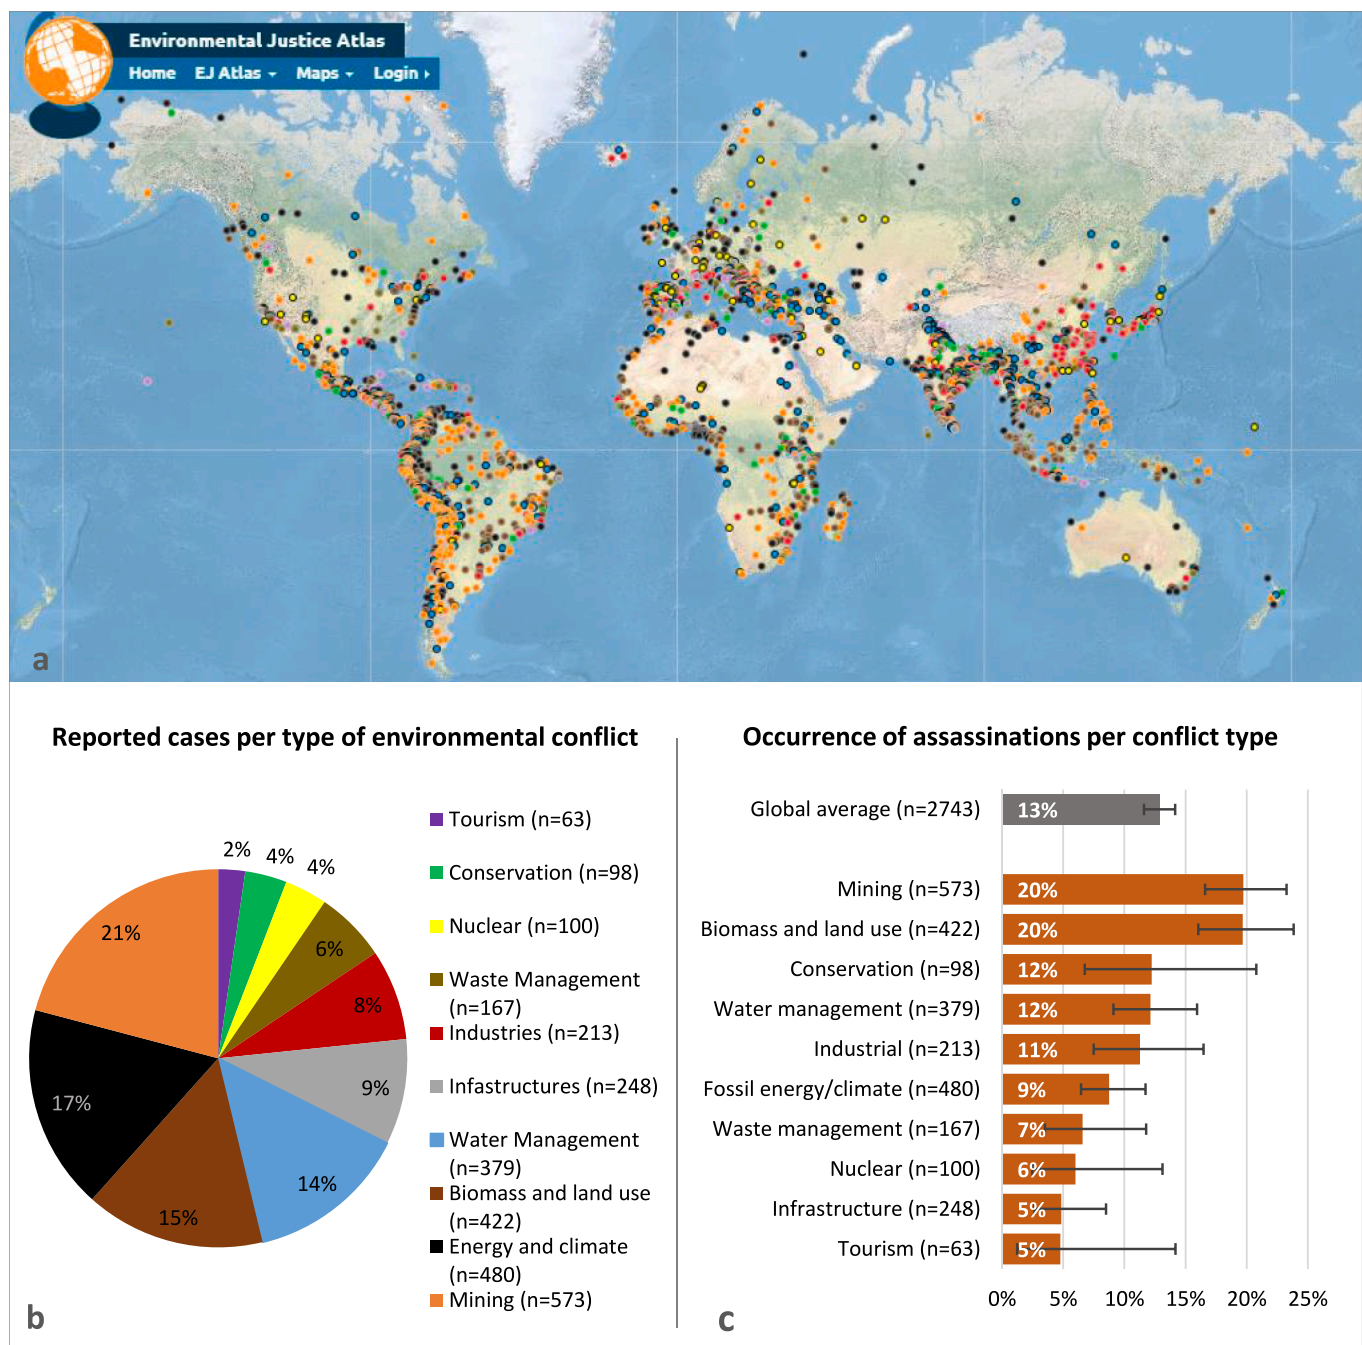 Environmental Justice Atlas
Home EJ Atlas Maps Login
a
Reported cases per type of environmental conflict
2%
4%
4%
6%
8%
9%
14%
15%
17%
21%
Tourism (n=63)
Conservation (n=98)
Nuclear (n=100)
Waste Management
(n=167)
Industries (n=213)
Infastructures (n=248)
Water Management
(n=379)
Biomass and land use
(n=422)
Energy and climate
(n=480)
Mining (n=573)
b
Occurrence of assassinations per conflict type
Global average (n=2743) 13%
Mining (n=573) 20%
Biomass and land use (n=422) 20%
Conservation (n=98) 12%
Water management (n=379) 12%
Industrial (n=213) 11%
Fossil energy/climate (n=480) 9%
Waste management (n=167) 7%
Nuclear (n=100) 6%
Infrastructure (n=248) 5%
Tourism (n=63) 5%
0% 5% 10% 15% 20% 25%
c